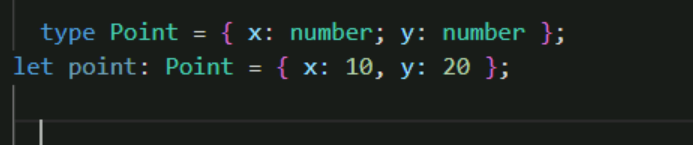 type Point = { x: number; y: number };
let point: Point = { x: 10, y: 20 };